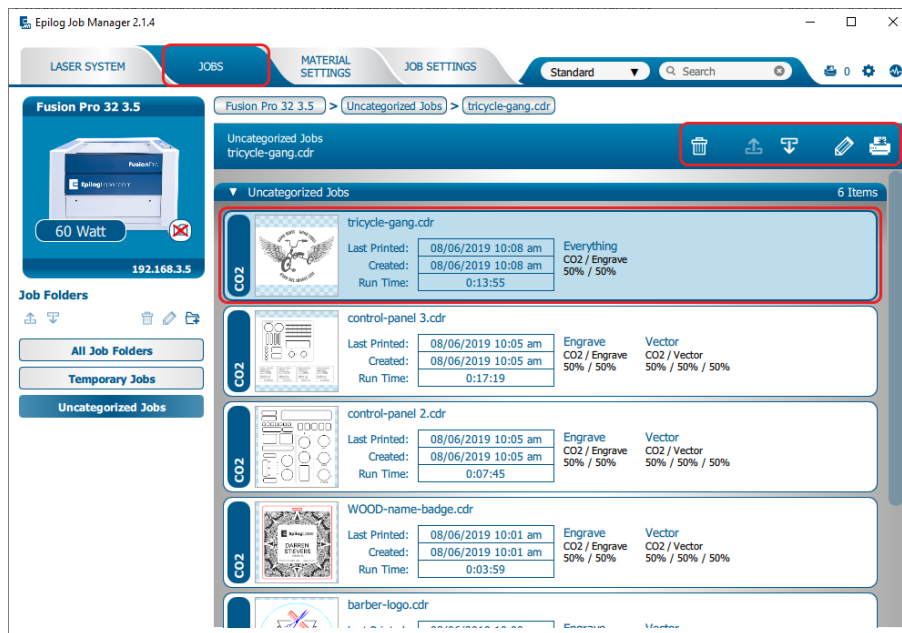 Epilog Job Manager 2.1.4
LASER SYSTEM
JOBS
MATERIAL
SETTINGS
JOB SETTINGS
Standard
Search
0
Fusion Pro 32 3.5
FusionPro
60 Watt
192.168.3.5
Job Folders
All Job Folders
Temporary Jobs
Uncategorized Jobs
Fusion Pro 32 3.5 > Uncategorized Jobs > tricycle-gang.cdr
Uncategorized Jobs
tricycle-gang.cdr
Uncategorized Jobs 6 Items
CO2
tricycle-gang.cdr
Last Printed: 08/06/2019 10:08 am
Created: 08/06/2019 10:08 am
Run Time: 0:13:55
Everything
CO2 / Engrave
50% / 50%
CO2
control-panel 3.cdr
Last Printed: 08/06/2019 10:05 am
Created: 08/06/2019 10:05 am
Run Time: 0:17:19
Engrave
CO2 / Engrave
50% / 50%
Vector
CO2 / Vector
50% / 50% / 50%
CO2
control-panel 2.cdr
Last Printed: 08/06/2019 10:05 am
Created: 08/06/2019 10:05 am
Run Time: 0:07:45
Engrave
CO2 / Engrave
50% / 50%
Vector
CO2 / Vector
50% / 50% / 50%
CO2
DARREN
STIEVERS
WOOD-name-badge.cdr
Last Printed: 08/06/2019 10:01 am
Created: 08/06/2019 10:01 am
Run Time: 0:03:59
Engrave
CO2 / Engrave
50% / 50%
Vector
CO2 / Vector
50% / 50% / 50%
barber-logo.cdr